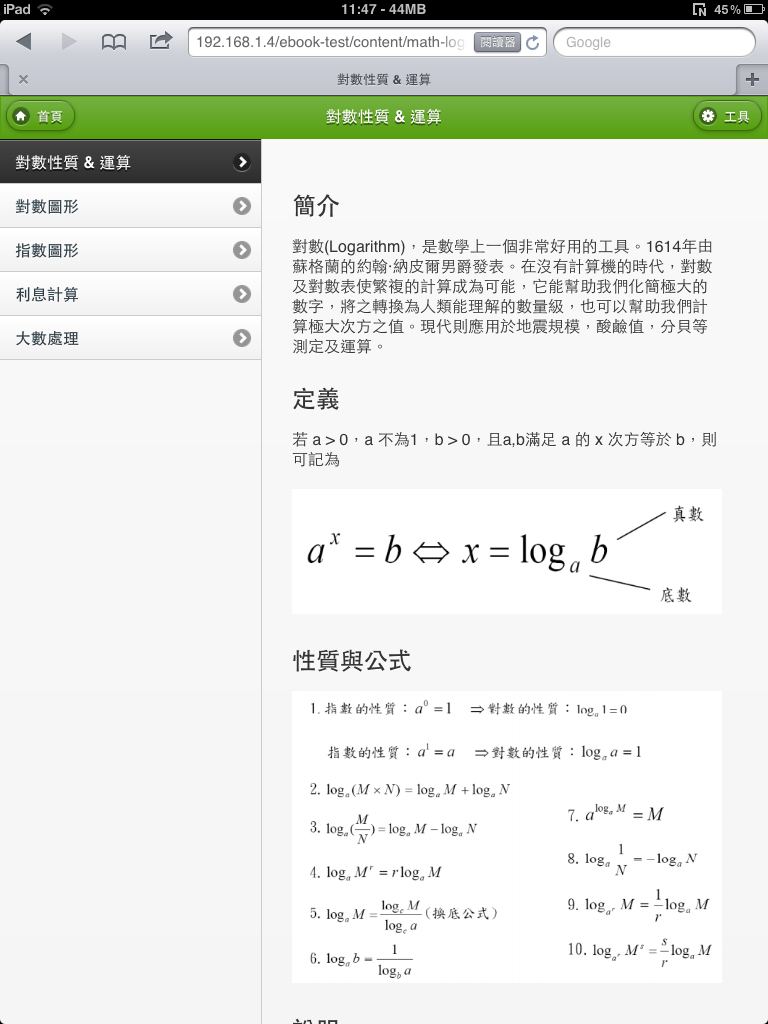 iPad 11:47 - 44MB 45%
192.168.1.4/ebook-test/content/math-log 閱讀器 Google
對數性質 & 運算
首頁 對數性質 & 運算 工具
對數性質 & 運算
對數圖形
指數圖形
利息計算
大數處理
簡介
對數(Logarithm)，是數學上一個非常好用的工具。1614年由
蘇格蘭的約翰·納皮爾男爵發表。在沒有計算機的時代，對數
及對數表使繁複的計算成為可能，它能幫助我們化簡極大的
數字，將之轉換為人類能理解的數量級，也可以幫助我們計
算極大次方之值。現代則應用於地震規模，酸鹼值，分貝等
測定及運算。
定義
若 a > 0，a 不為1，b > 0，且a,b滿足 a 的 x 次方等於 b，則
可記為
真數
a^x = b ⇔ x = log_a b
底數
性質與公式
1. 指數的性質：a^0 = 1 ⇒ 對數的性質：log_a 1 = 0
指數的性質：a^1 = a ⇒ 對數的性質：log_a a = 1
2. log_a (M × N) = log_a M + log_a N
3. log_a (M/N) = log_a M − log_a N
4. log_a M^r = r log_a M
5. log_a M = log_c M / log_c a (換底公式)
6. log_a b = 1 / log_b a
7. a^(log_a M) = M
8. log_a 1/N = −log_a N
9. log_(a^r) M = 1/r log_a M
10. log_(a^r) M^s = s/r log_a M